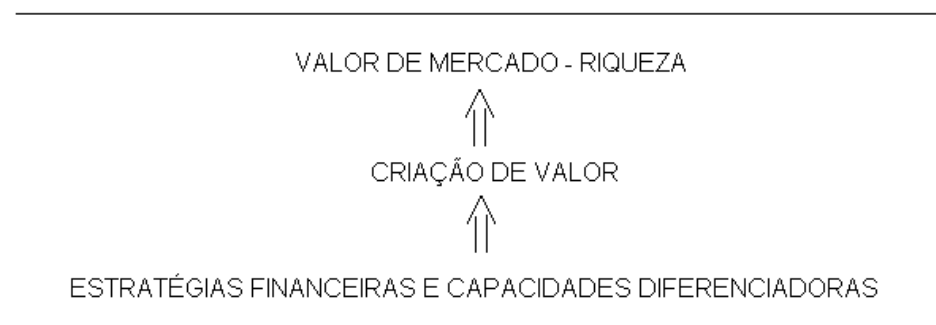 VALOR DE MERCADO - RIQUEZA
CRIAÇÃO DE VALOR
ESTRATÉGIAS FINANCEIRAS E CAPACIDADES DIFERENCIADORAS